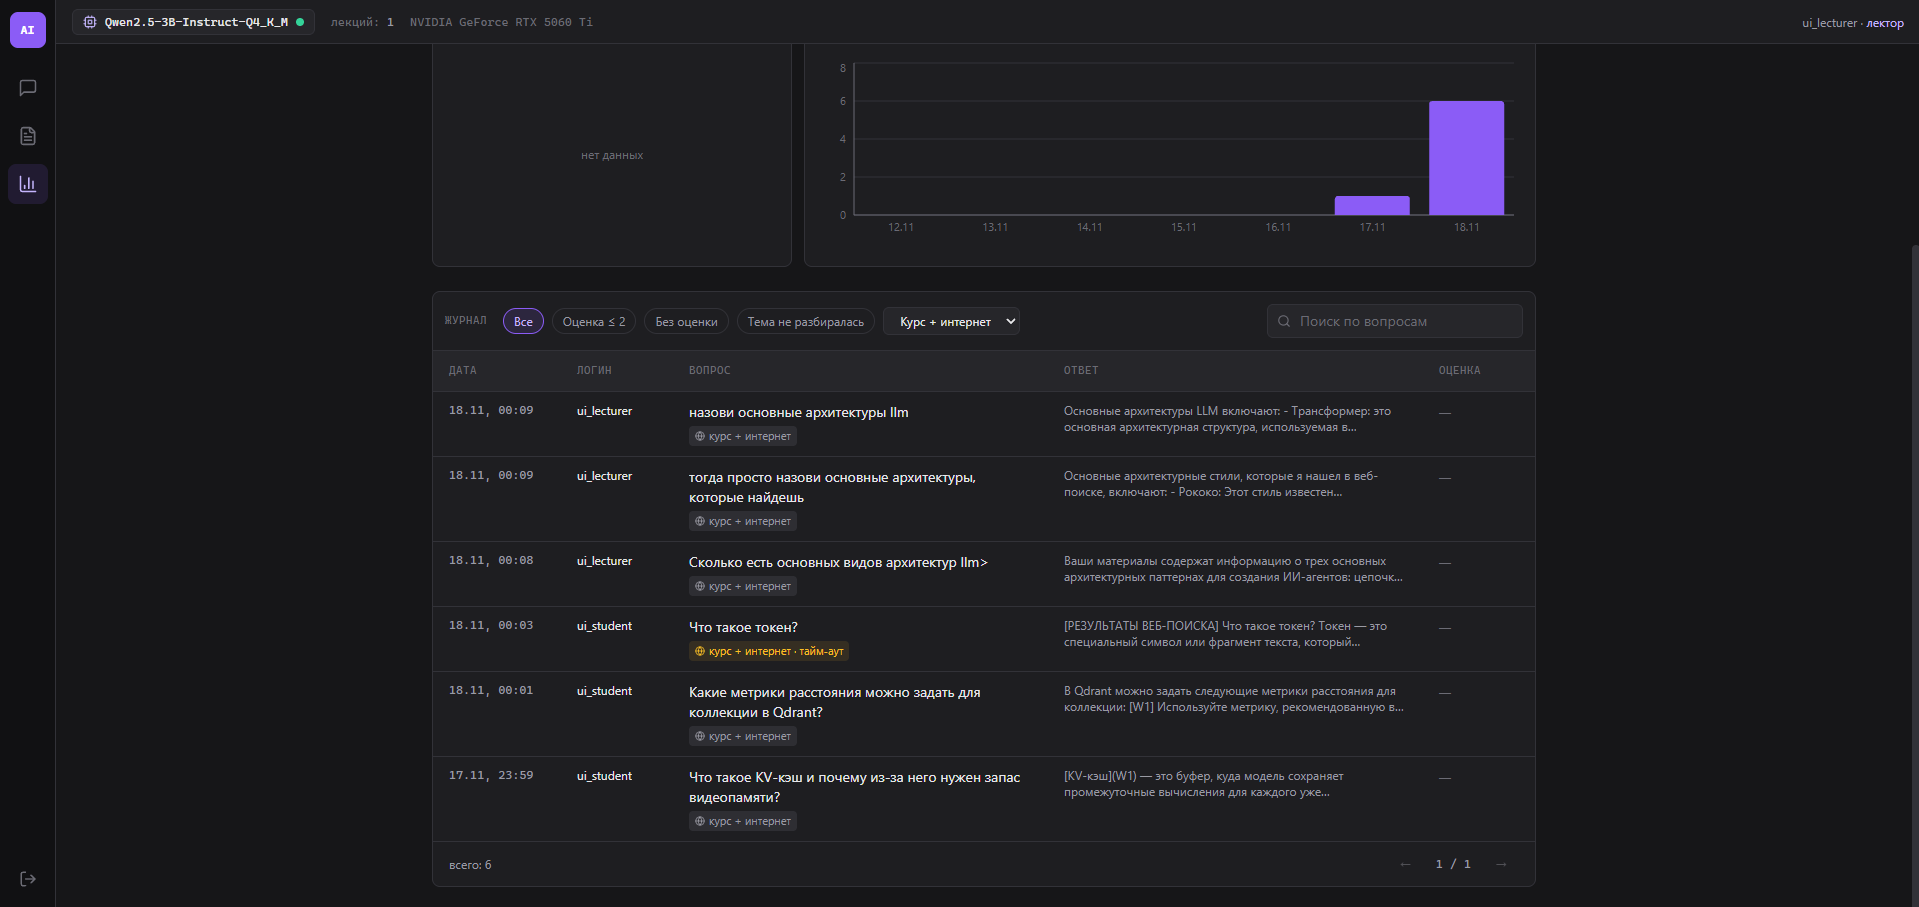 AI
Qwen2.5-3B-Instruct-Q4_K_M
лекций: 1
NVIDIA GeForce RTX 5060 Ti
ui_lecturer · лектор
нет данных
8
6
4
2
0
12.11
13.11
14.11
15.11
16.11
17.11
18.11
ЖУРНАЛ
Все
Оценка ≤ 2
Без оценки
Тема не разбиралась
Курс + интернет
Поиск по вопросам
ДАТА
ЛОГИН
ВОПРОС
ОТВЕТ
ОЦЕНКА
18.11, 00:09
ui_lecturer
назови основные архитектуры llm
курс + интернет
Основные архитектуры LLM включают: - Трансформер: это
основная архитектурная структура, используемая в...
—
18.11, 00:09
ui_lecturer
тогда просто назови основные архитектуры,
которые найдешь
курс + интернет
Основные архитектурные стили, которые я нашел в веб-
поиске, включают: - Рококо: Этот стиль известен...
—
18.11, 00:08
ui_lecturer
Сколько есть основных видов архитектур llm>
курс + интернет
Ваши материалы содержат информацию о трех основных
архитектурных паттернах для создания ИИ-агентов: цепочк...
—
18.11, 00:03
ui_student
Что такое токен?
курс + интернет · тайм-аут
[РЕЗУЛЬТАТЫ ВЕБ-ПОИСКА] Что такое токен? Токен — это
специальный символ или фрагмент текста, который...
—
18.11, 00:01
ui_student
Какие метрики расстояния можно задать для
коллекции в Qdrant?
курс + интернет
В Qdrant можно задать следующие метрики расстояния для
коллекции: [W1] Используйте метрику, рекомендованную в...
—
17.11, 23:59
ui_student
Что такое KV-кэш и почему из-за него нужен запас
видеопамяти?
курс + интернет
[KV-кэш](W1) — это буфер, куда модель сохраняет
промежуточные вычисления для каждого уже...
—
всего: 6
← 1 / 1 →